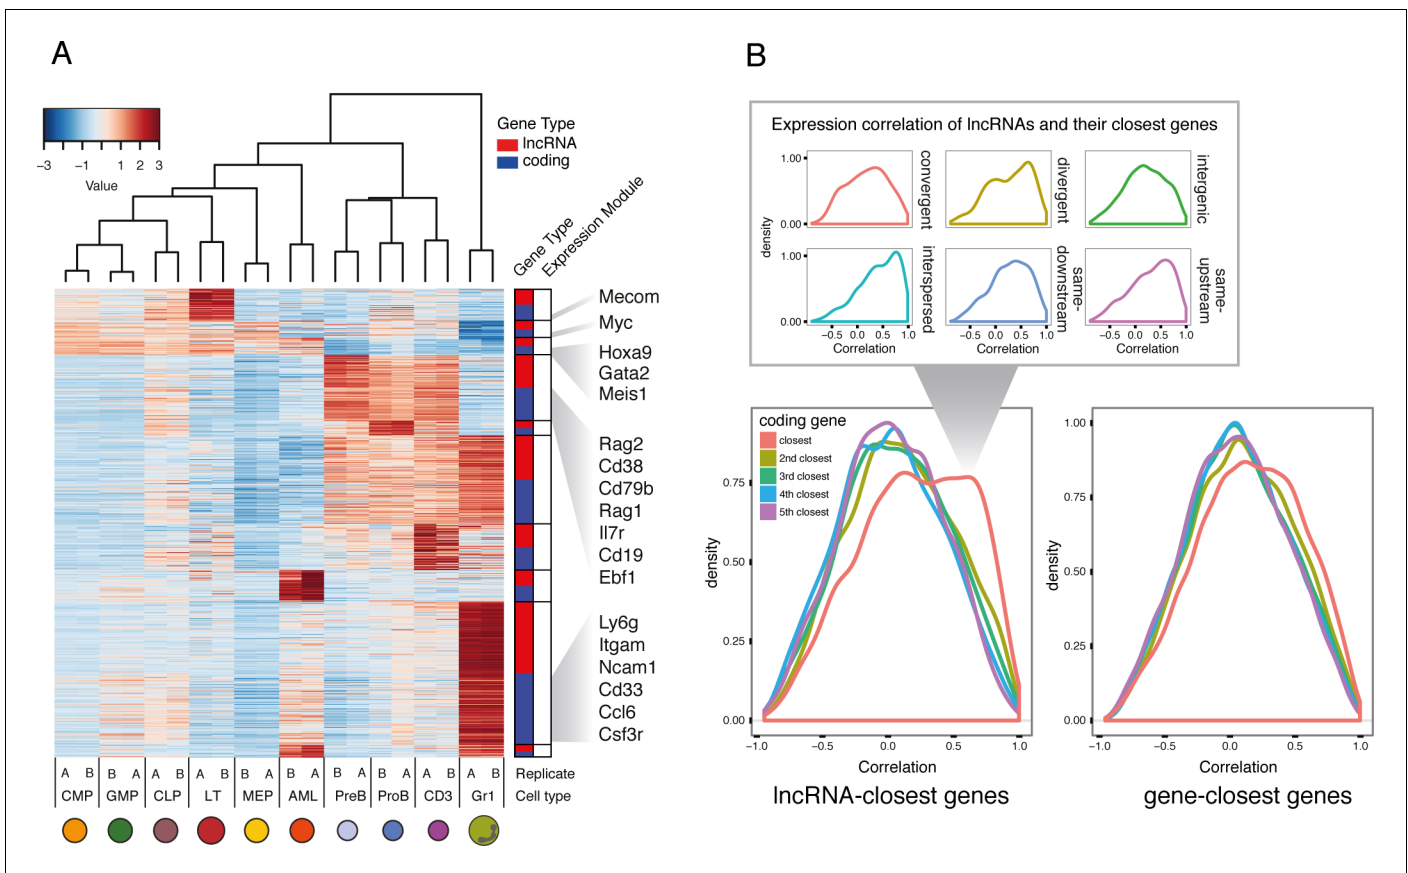 A
−3 −1 1 2 3
Value
Gene Type
lncRNA
coding
Gene Type
Expression Module
Mecom
Myc
Hoxa9
Gata2
Meis1
Rag2
Cd38
Cd79b
Rag1
Il7r
Cd19
Ebf1
Ly6g
Itgam
Ncam1
Cd33
Ccl6
Csf3r
A B B A A B A B B A B A B A B A A B A B Replicate
CMP GMP CLP LT MEP AML PreB ProB CD3 Gr1 Cell type
B
Expression correlation of lncRNAs and their closest genes
1.00
0.00
density
convergent
divergent
intergenic
1.00
0.00
interspersed
same-
downstream
same-
upstream
−0.5 0.0 0.5 1.0
−0.5 0.0 0.5 1.0
−0.5 0.0 0.5 1.0
Correlation
Correlation
Correlation
coding gene
closest
2nd closest
3rd closest
4th closest
5th closest
0.75
0.50
0.25
0.00
density
−1.0 −0.5 0.0 0.5 1.0
Correlation
lncRNA-closest genes
1.00
0.75
0.50
0.25
0.00
density
−1.0 −0.5 0.0 0.5 1.0
Correlation
gene-closest genes